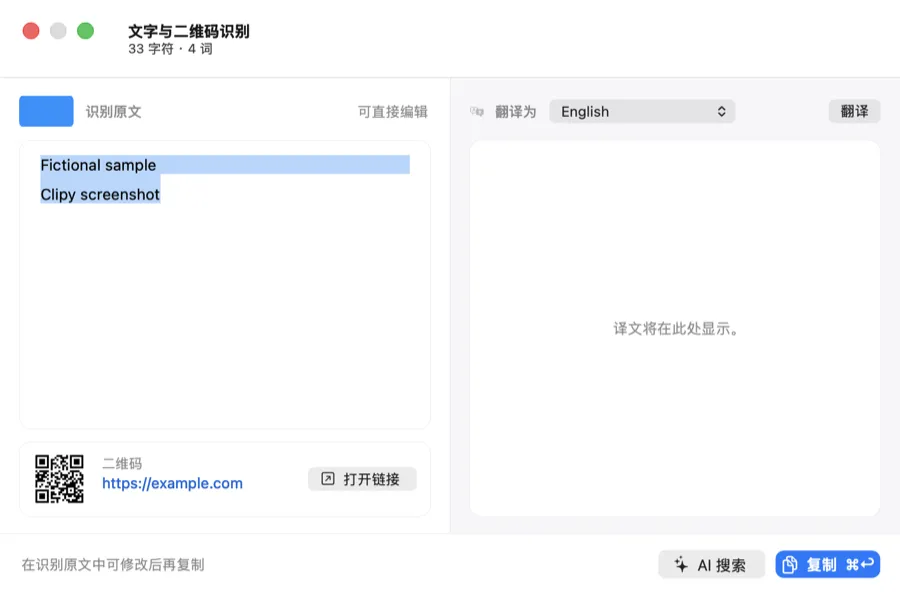 文字与二维码识别
33 字符 · 4 词
识别原文
可直接编辑
Fictional sample
Clipy screenshot
二维码
https://example.com
打开链接
翻译为
English
翻译
译文将在此处显示。
在识别原文中可修改后再复制
AI 搜索
复制 ⌘↩